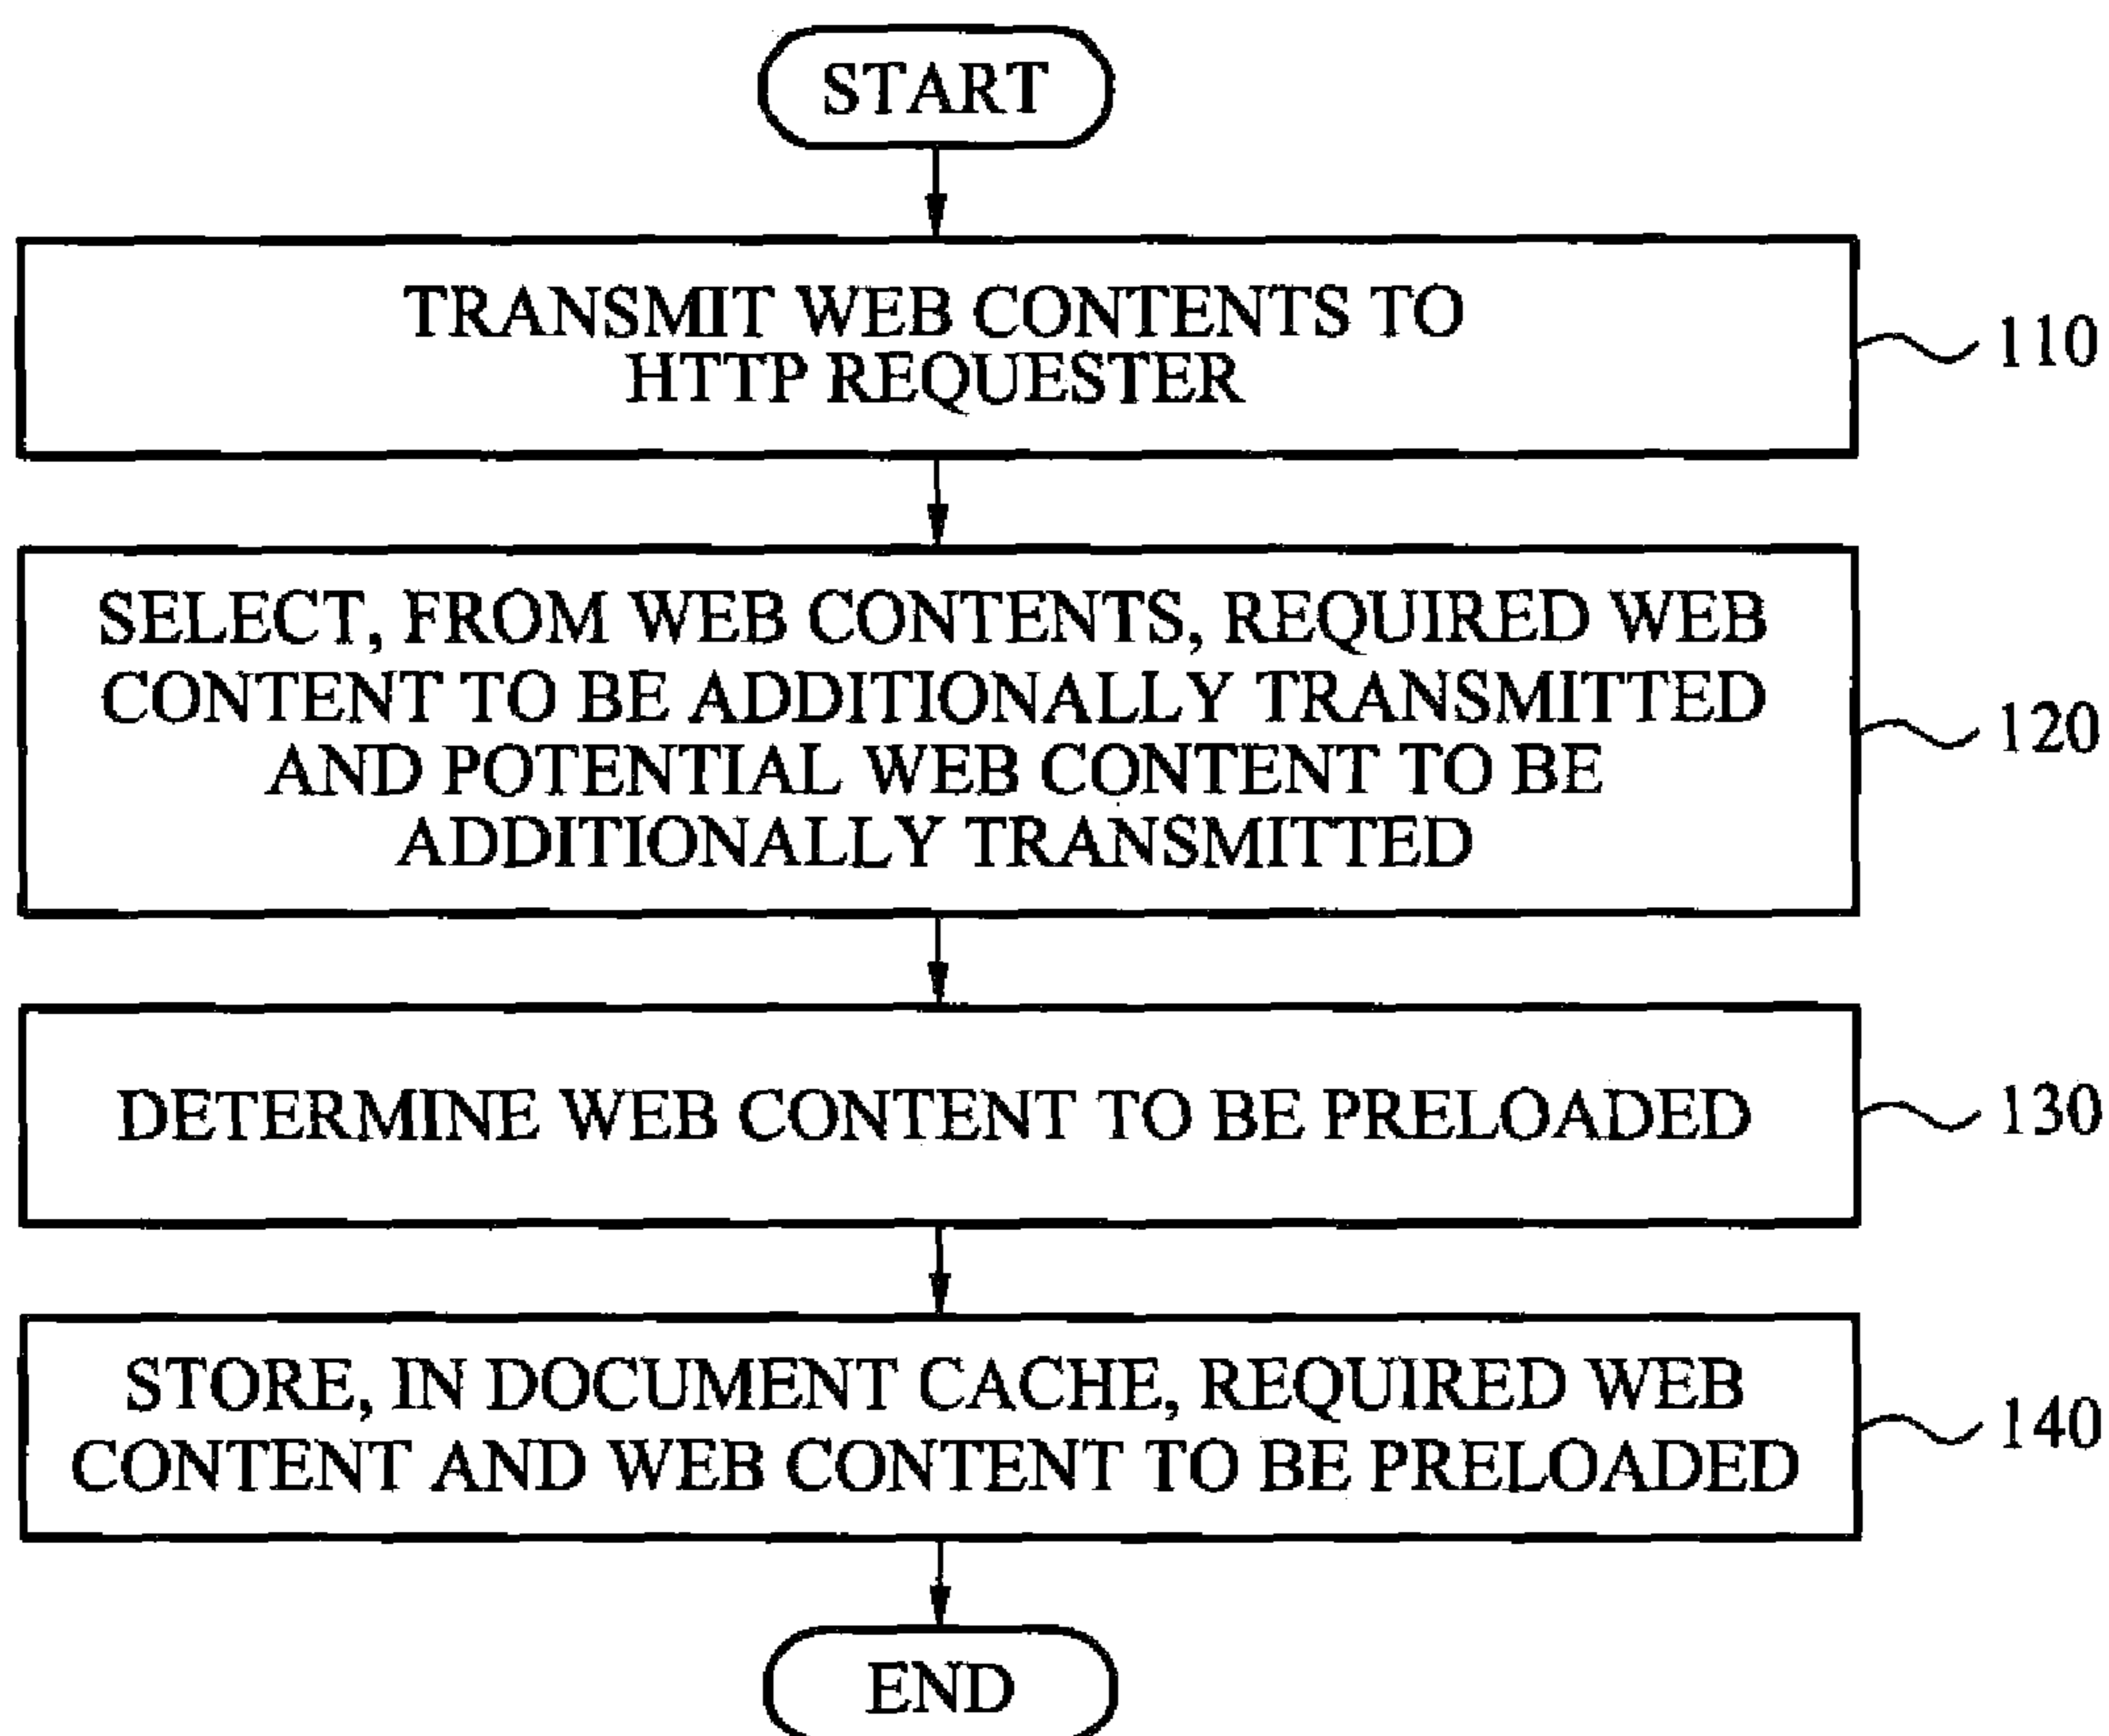 START
TRANSMIT WEB CONTENTS TO
HTTP REQUESTER
110
SELECT, FROM WEB CONTENTS, REQUIRED WEB
CONTENT TO BE ADDITIONALLY TRANSMITTED
AND POTENTIAL WEB CONTENT TO BE
ADDITIONALLY TRANSMITTED
120
DETERMINE WEB CONTENT TO BE PRELOADED
130
STORE, IN DOCUMENT CACHE, REQUIRED WEB
CONTENT AND WEB CONTENT TO BE PRELOADED
140
END